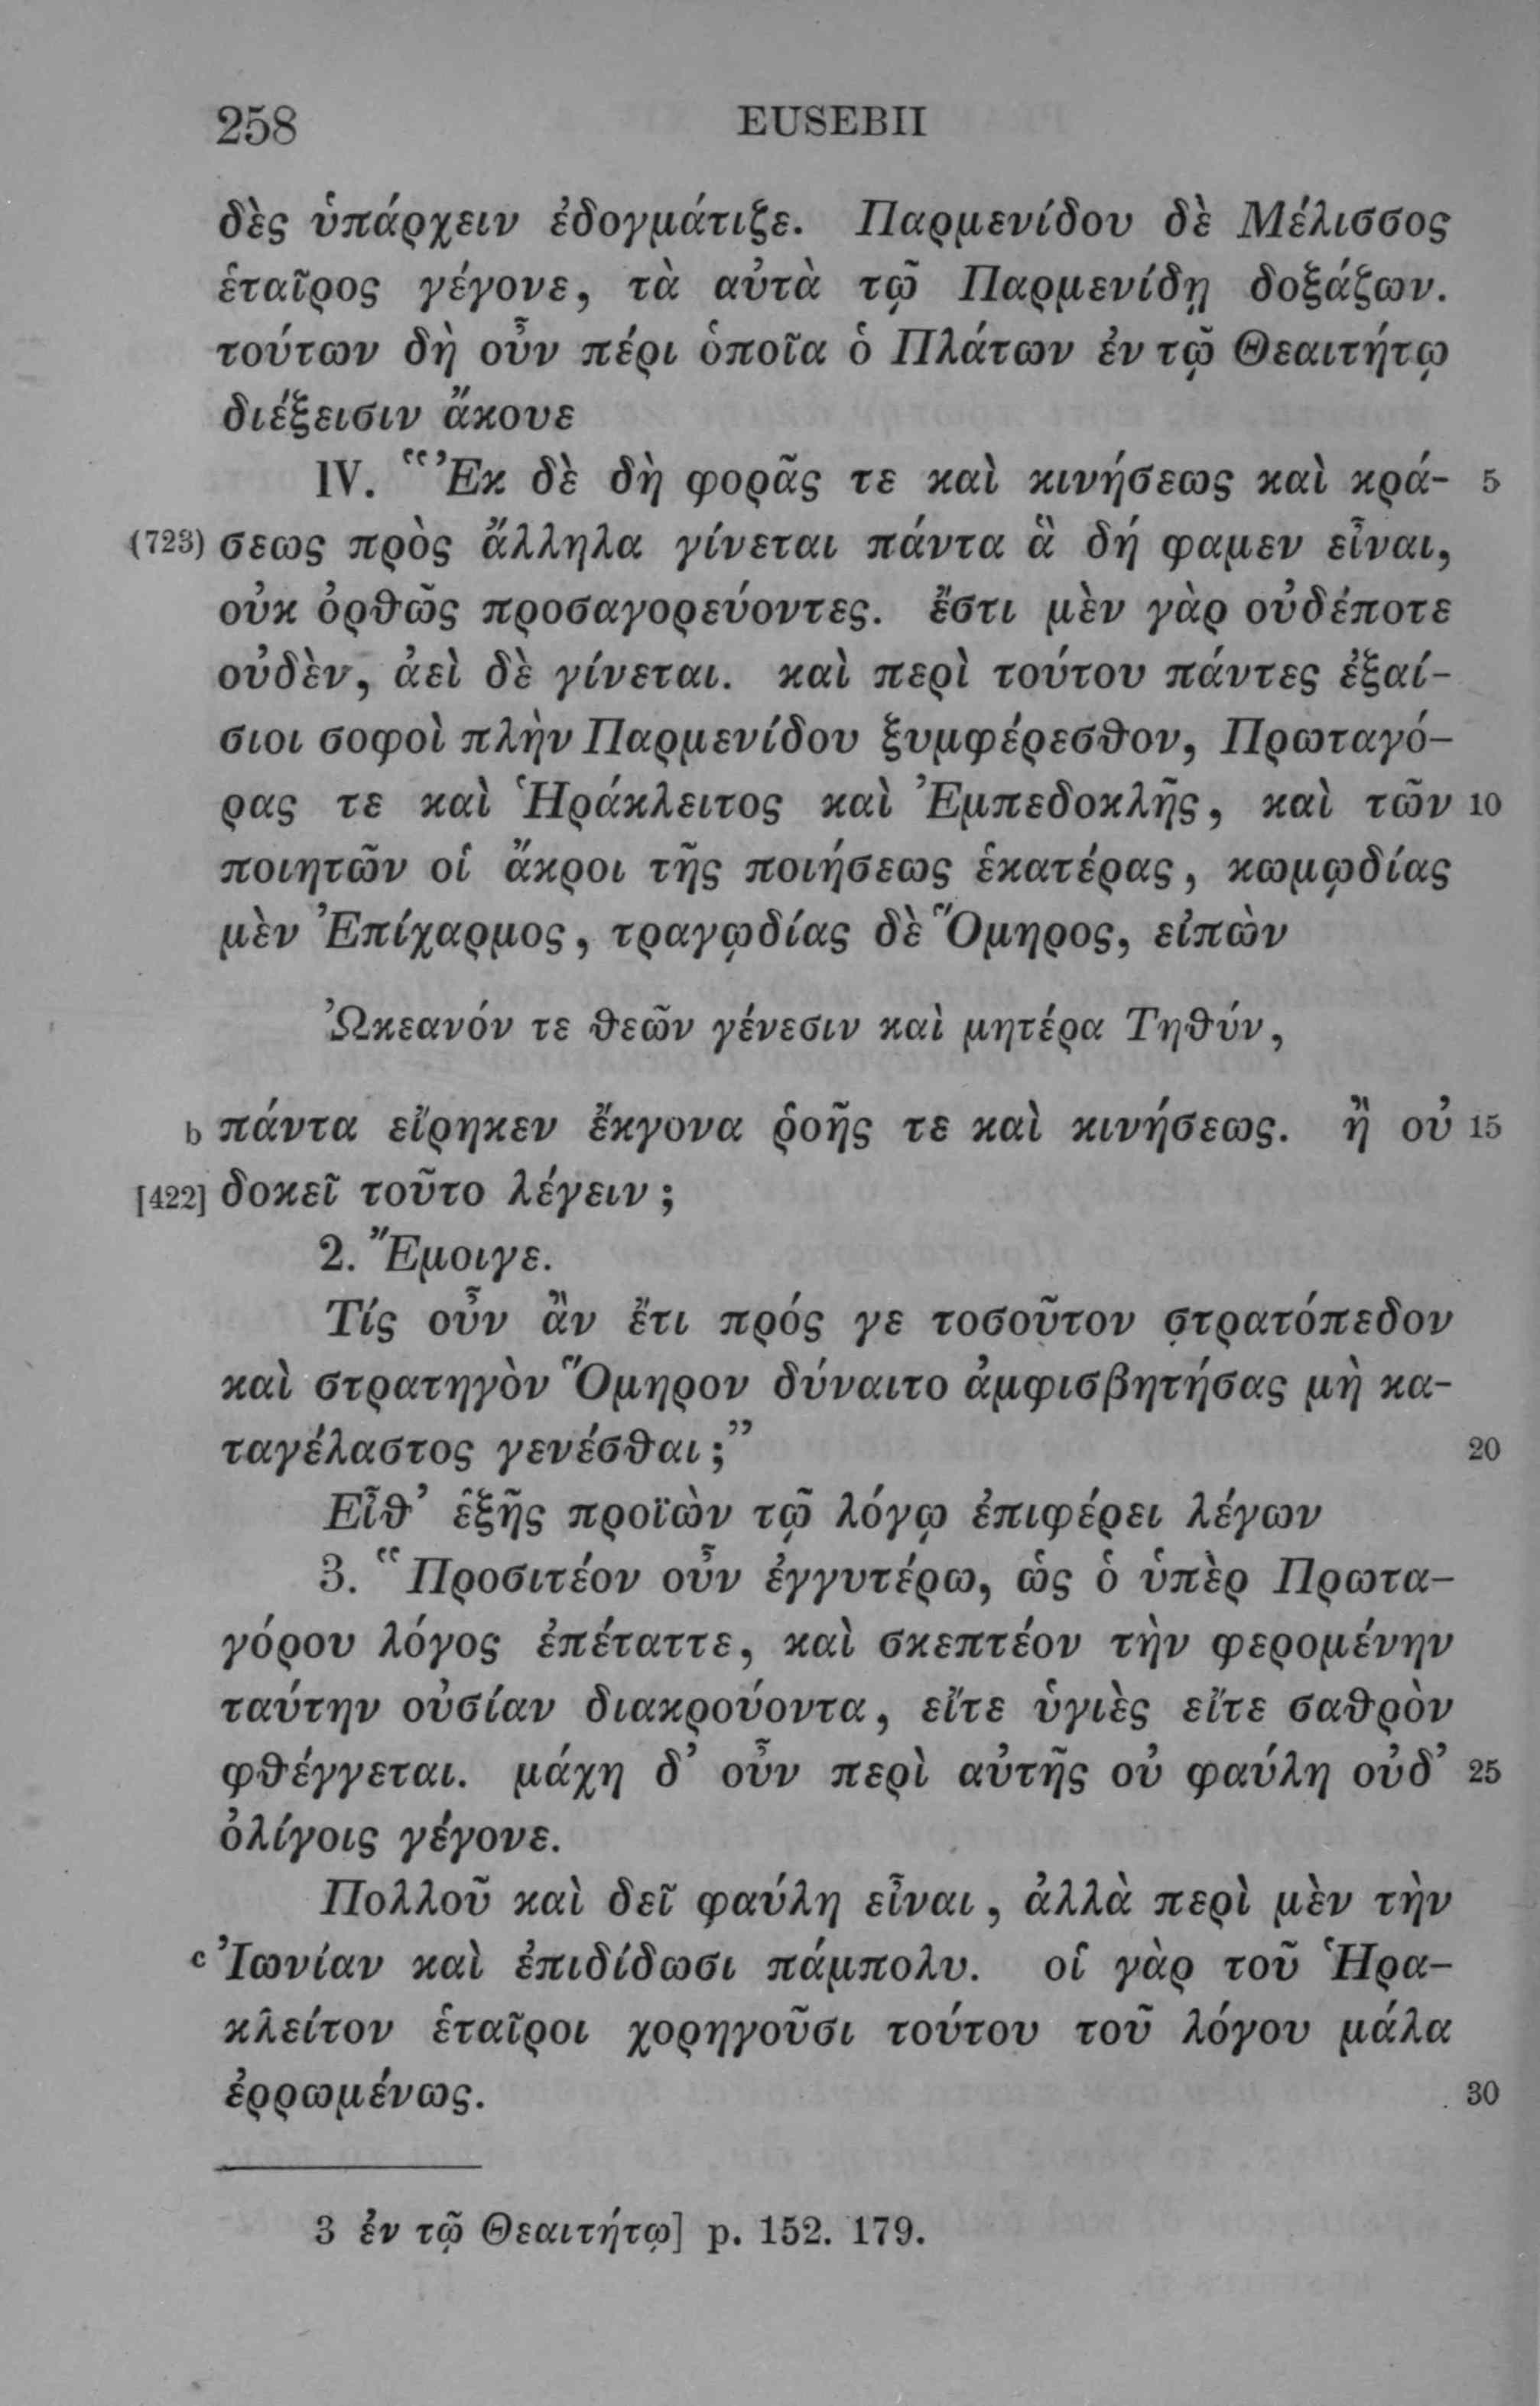 258 EUSEBII
δὲς ὑπάρχειν ἐδογμάτιζε. Παρμενίδου δὲ Μέλισσος
ἑταῖρος γέγονε, τὰ αὐτὰ τῷ Παρμενίδῃ δοξάζων.
τούτων δὴ οὖν πέρι ὁποῖα ὁ Πλάτων ἐν τῷ Θεαιτήτῳ
διέξεισιν ἄκουε
IV. “Ἐκ δὲ δὴ φορᾶς τε καὶ κινήσεως καὶ κρά- 5
(723) σεως πρὸς ἄλληλα γίνεται πάντα ἃ δή φαμεν εἶναι,
οὐκ ὀρθῶς προσαγορεύοντες. ἔστι μὲν γὰρ οὐδέποτε
οὐδὲν, ἀεὶ δὲ γίνεται. καὶ περὶ τούτου πάντες ἐξαί-
σιοι σοφοὶ πλὴν Παρμενίδου ξυμφέρεσθον, Πρωταγό-
ρας τε καὶ Ἡράκλειτος καὶ Ἐμπεδοκλῆς, καὶ τῶν 10
ποιητῶν οἱ ἄκροι τῆς ποιήσεως ἑκατέρας, κωμῳδίας
μὲν Ἐπίχαρμος, τραγῳδίας δὲ Ὅμηρος, εἰπὼν
Ὠκεανόν τε θεῶν γένεσιν καὶ μητέρα Τηθύν,
b πάντα εἴρηκεν ἔκγονα ῥοῆς τε καὶ κινήσεως. ἢ οὐ 15
[422] δοκεῖ τοῦτο λέγειν;
2. Ἔμοιγε.
Τίς οὖν ἂν ἔτι πρός γε τοσοῦτον στρατόπεδον
καὶ στρατηγὸν Ὅμηρον δύναιτο ἀμφισβητήσας μὴ κα-
ταγέλαστος γενέσθαι;” 20
Εἶθ’ ἑξῆς προϊὼν τῷ λόγῳ ἐπιφέρει λέγων
3. “Προσιτέον οὖν ἐγγυτέρω, ὡς ὁ ὑπὲρ Πρωτα-
γόρου λόγος ἐπέταττε, καὶ σκεπτέον τὴν φερομένην
ταύτην οὐσίαν διακρούοντα, εἴτε ὑγιὲς εἴτε σαθρὸν
φθέγγεται. μάχη δ’ οὖν περὶ αὐτῆς οὐ φαύλη οὐδ’ 25
ὀλίγοις γέγονε.
Πολλοῦ καὶ δεῖ φαύλη εἶναι, ἀλλὰ περὶ μὲν τὴν
c Ἰωνίαν καὶ ἐπιδίδωσι πάμπολυ. οἱ γὰρ τοῦ Ἡρα-
κλείτον ἑταῖροι χορηγοῦσι τούτου τοῦ λόγου μάλα
ἐρρωμένως. 30
3 ἐν τῷ Θεαιτήτῳ] p. 152. 179.